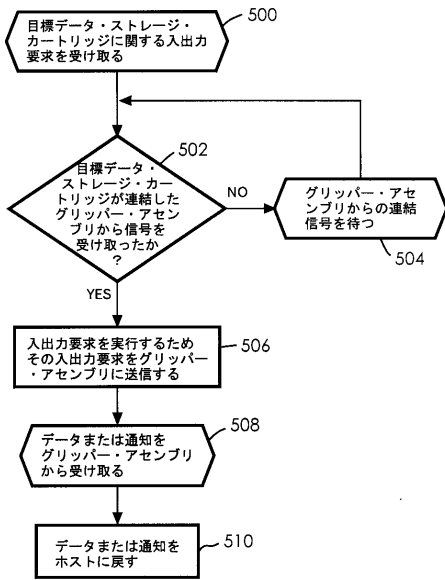 目標データ・ストレージ・
カートリッジに関する入出力
要求を受け取る
500
目標データ・
ストレージ・カー
トリッジが連結した
グリッパー・アセン
ブリから信号を
受け取ったか
?
502
NO
グリッパー・アセ
ンブリからの連結
信号を待つ
504
YES
入出力要求を実行するため
その入出力要求をグリッパー
・アセンブリに送信する
506
データまたは通知を
グリッパー・アセンブリ
から受け取る
508
データまたは通知を
ホストに戻す
510